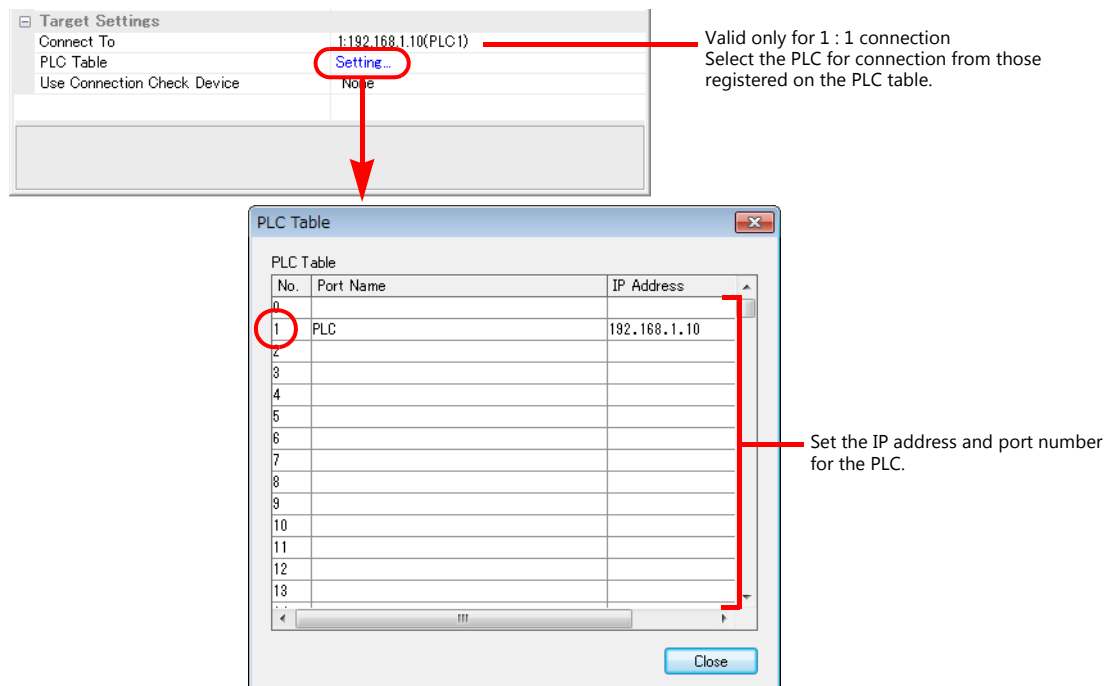 Target Settings
Connect To 1:192.168.1.10(PLC1)
PLC Table Setting...
Use Connection Check Device None
Valid only for 1 : 1 connection
Select the PLC for connection from those
registered on the PLC table.
PLC Table
PLC Table
No. Port Name IP Address
0
1 PLC 192.168.1.10
2
3
4
5
6
7
8
9
10
11
12
13
Set the IP address and port number
for the PLC.
Close